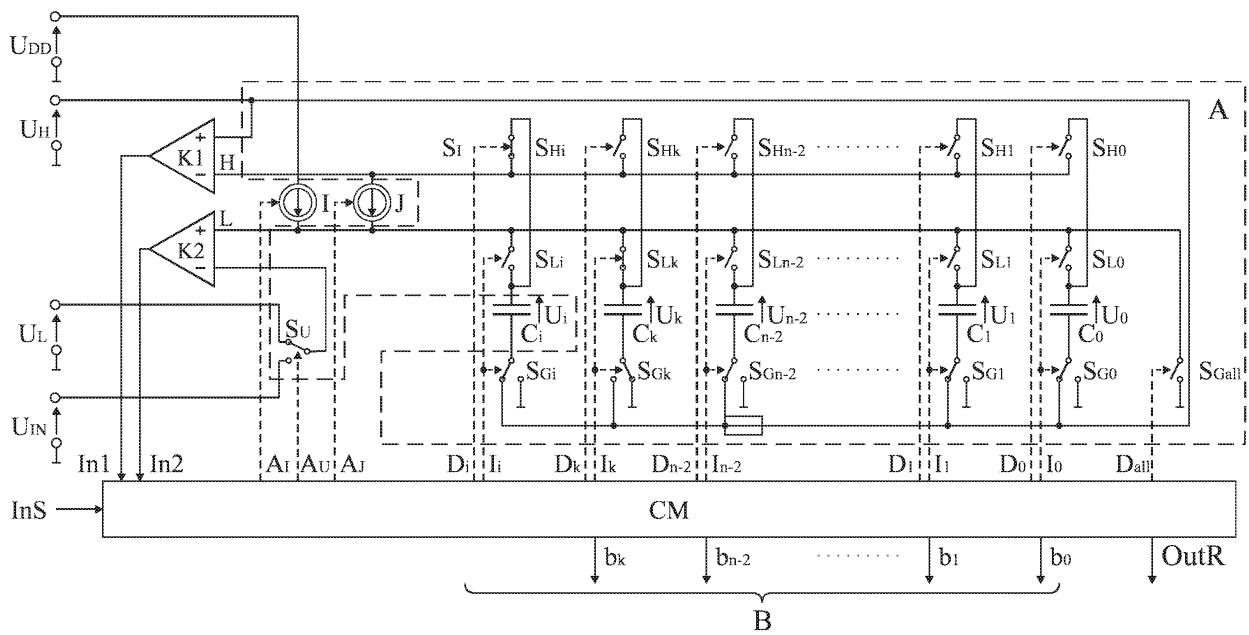 UDD
UH
A
K1
H
SI
SHi
SHk
SHn-2
SH1
SH0
I
J
L
K2
SLi
SLk
SLn-2
SL1
SL0
UL
SU
Ui
Uk
Un-2
U1
U0
Ci
Ck
Cn-2
C1
C0
SGi
SGk
SGn-2
SG1
SG0
SGall
UIN
In1
In2
AI
AU
AJ
Di
Ii
Dk
Ik
Dn-2
In-2
D1
I1
D0
I0
Dall
InS
CM
bk
bn-2
b1
b0
OutR
B